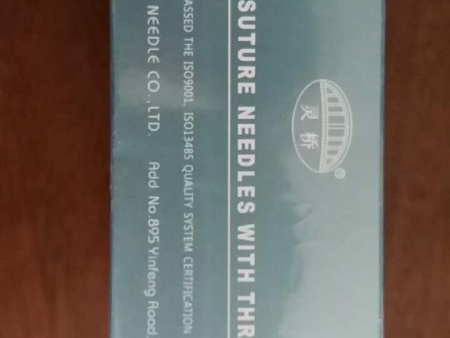 灵桥
®
SUTURE NEEDLES WITH THR
ASSED THE ISO9001, ISO13485 QUALITY SYSTEM CERTIFICATION
NEEDLE CO., LTD. Add No.895 Yinfeng Road,